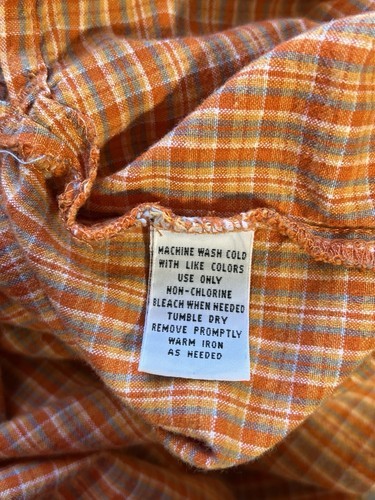 MACHINE WASH COLD
WITH LIKE COLORS
USE ONLY
NON-CHLORINE
BLEACH WHEN NEEDED
TUMBLE DRY
REMOVE PROMPTLY
WARM IRON
AS NEEDED